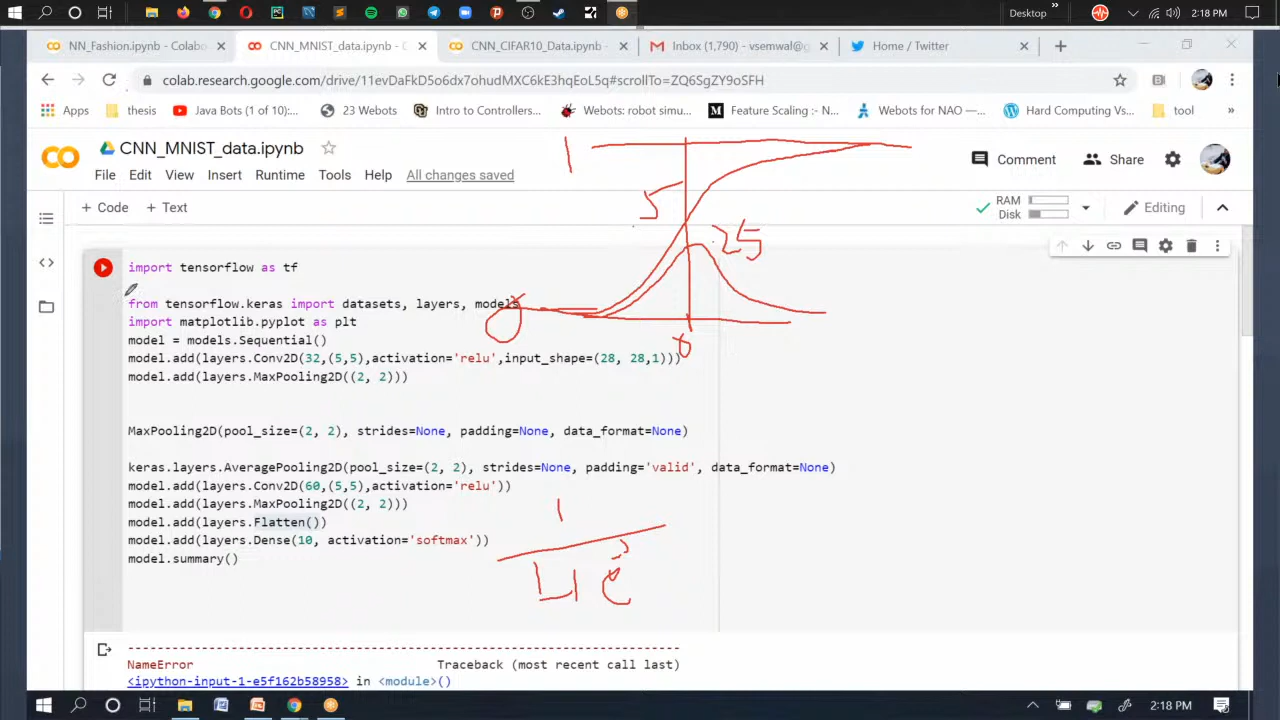 Desktop
2:18 PM
NN_Fashion.ipynb - Colabo
CNN_MNIST_data.ipynb - C
CNN_CIFAR10_Data.ipynb -
Inbox (1,790) - vsemwal@g
Home / Twitter
colab.research.google.com/drive/11evDaFkD5o6dx7ohudMXC6kE3hqEoL5q#scrollTo=ZQ6SgZY9oSFH
Apps
thesis
Java Bots (1 of 10):...
23 Webots
Intro to Controllers...
Webots: robot simu...
Feature Scaling :- N...
Webots for NAO —...
Hard Computing Vs...
tool
»
CNN_MNIST_data.ipynb
Comment
Share
File Edit View Insert Runtime Tools Help All changes saved
+ Code + Text
RAM
Disk
Editing
1
5
.25
0
import tensorflow as tf
from tensorflow.keras import datasets, layers, models
import matplotlib.pyplot as plt
model = models.Sequential()
model.add(layers.Conv2D(32,(5,5),activation='relu',input_shape=(28, 28,1)))
model.add(layers.MaxPooling2D((2, 2)))
MaxPooling2D(pool_size=(2, 2), strides=None, padding=None, data_format=None)
keras.layers.AveragePooling2D(pool_size=(2, 2), strides=None, padding='valid', data_format=None)
model.add(layers.Conv2D(60,(5,5),activation='relu'))
model.add(layers.MaxPooling2D((2, 2)))
model.add(layers.Flatten())
model.add(layers.Dense(10, activation='softmax'))
model.summary()
1
---------------------------------------------------------------------------
NameError Traceback (most recent call last)
<ipython-input-1-e5f162b58958> in <module>()
2:18 PM